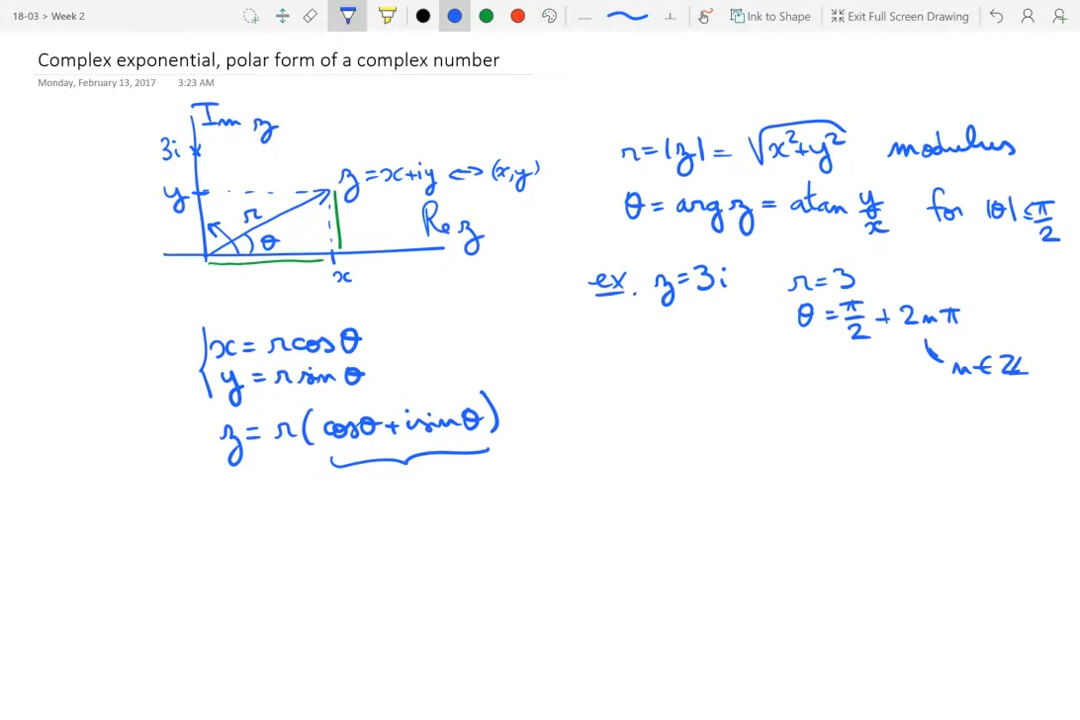 18-03 > Week 2
Ink to Shape
Exit Full Screen Drawing
Complex exponential, polar form of a complex number
Monday, February 13, 2017 3:23 AM
Im z
3i
y
z = x+iy ↔ (x,y)
r
θ
Re z
x
{ x = r cos θ
y = r sin θ
z = r ( cosθ + i sin θ )
r = |z| = √x²+y² modulus
θ = arg z = atan y/x for |θ| ≤ π/2
ex. z = 3i r = 3
θ = π/2 + 2nπ
n ∈ ℤ